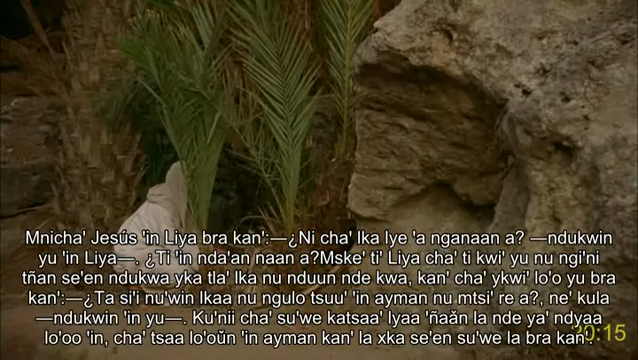 Mnicha' Jesús 'in Liya bra kan':—¿Ni cha' lka lye 'a nganaan a? —ndukwin
yu 'in Liya—. ¿Ti 'in nda'an naan a?Mske' ti' Liya cha' ti kwi' yu nu ngi'ni
tñan se'en ndukwa yka tla' lka nu nduun nde kwa, kan' cha' ykwi' lo'o yu bra
kan':—¿Ta si'i nu'win lkaa nu ngulo tsuu' 'in ayman nu mtsi' re a?, ne' kula
—ndukwin 'in yu—. Ku'nii cha' su'we katsaa' lyaa 'ñaăn la nde ya' ndyaa
lo'oo 'in, cha' tsaa lo'oǔn 'in ayman kan' la xka se'en su'we la bra kan'.
20:15